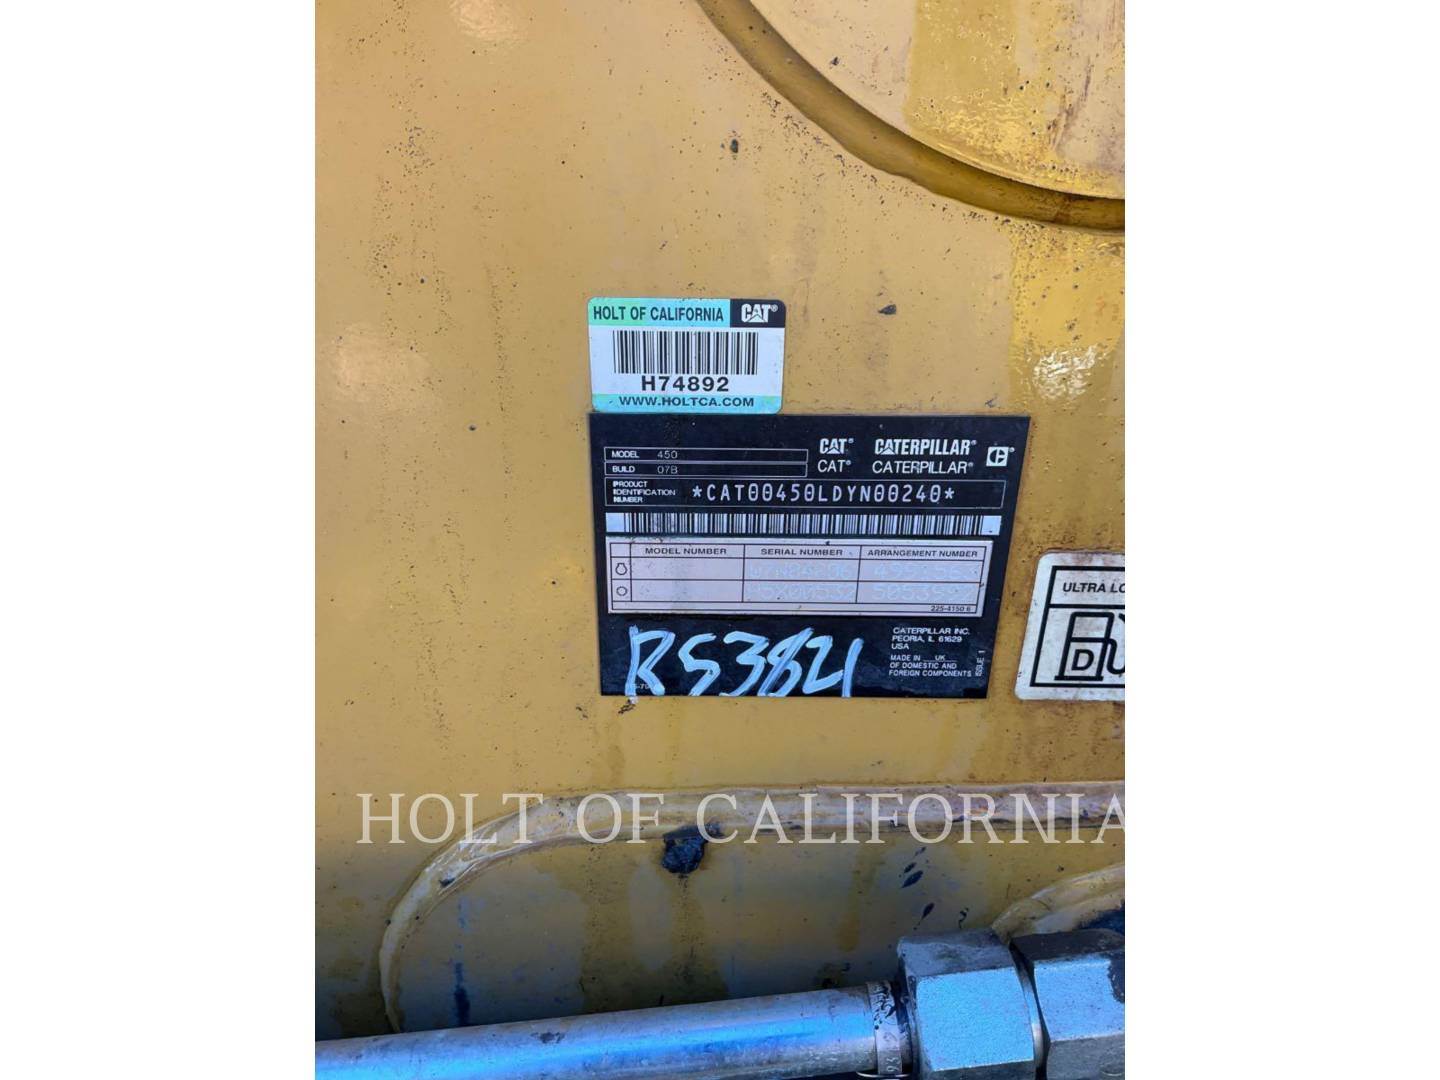 HOLT OF CALIFORNIA CAT®
H74892
WWW.HOLTCA.COM
CAT® CATERPILLAR®
CAT® CATERPILLAR®
MODEL 450
BUILD 07B
PRODUCT
IDENTIFICATION
NUMBER
*CAT00450LDYN00240*
MODEL NUMBER SERIAL NUMBER ARRANGEMENT NUMBER
225-4150 6
CATERPILLAR INC.
PEORIA, IL 61629
USA
MADE IN UK
OF DOMESTIC AND
FOREIGN COMPONENTS
ISSUE 1
R53821
ULTRA LO
D
HOLT OF CALIFORNIA